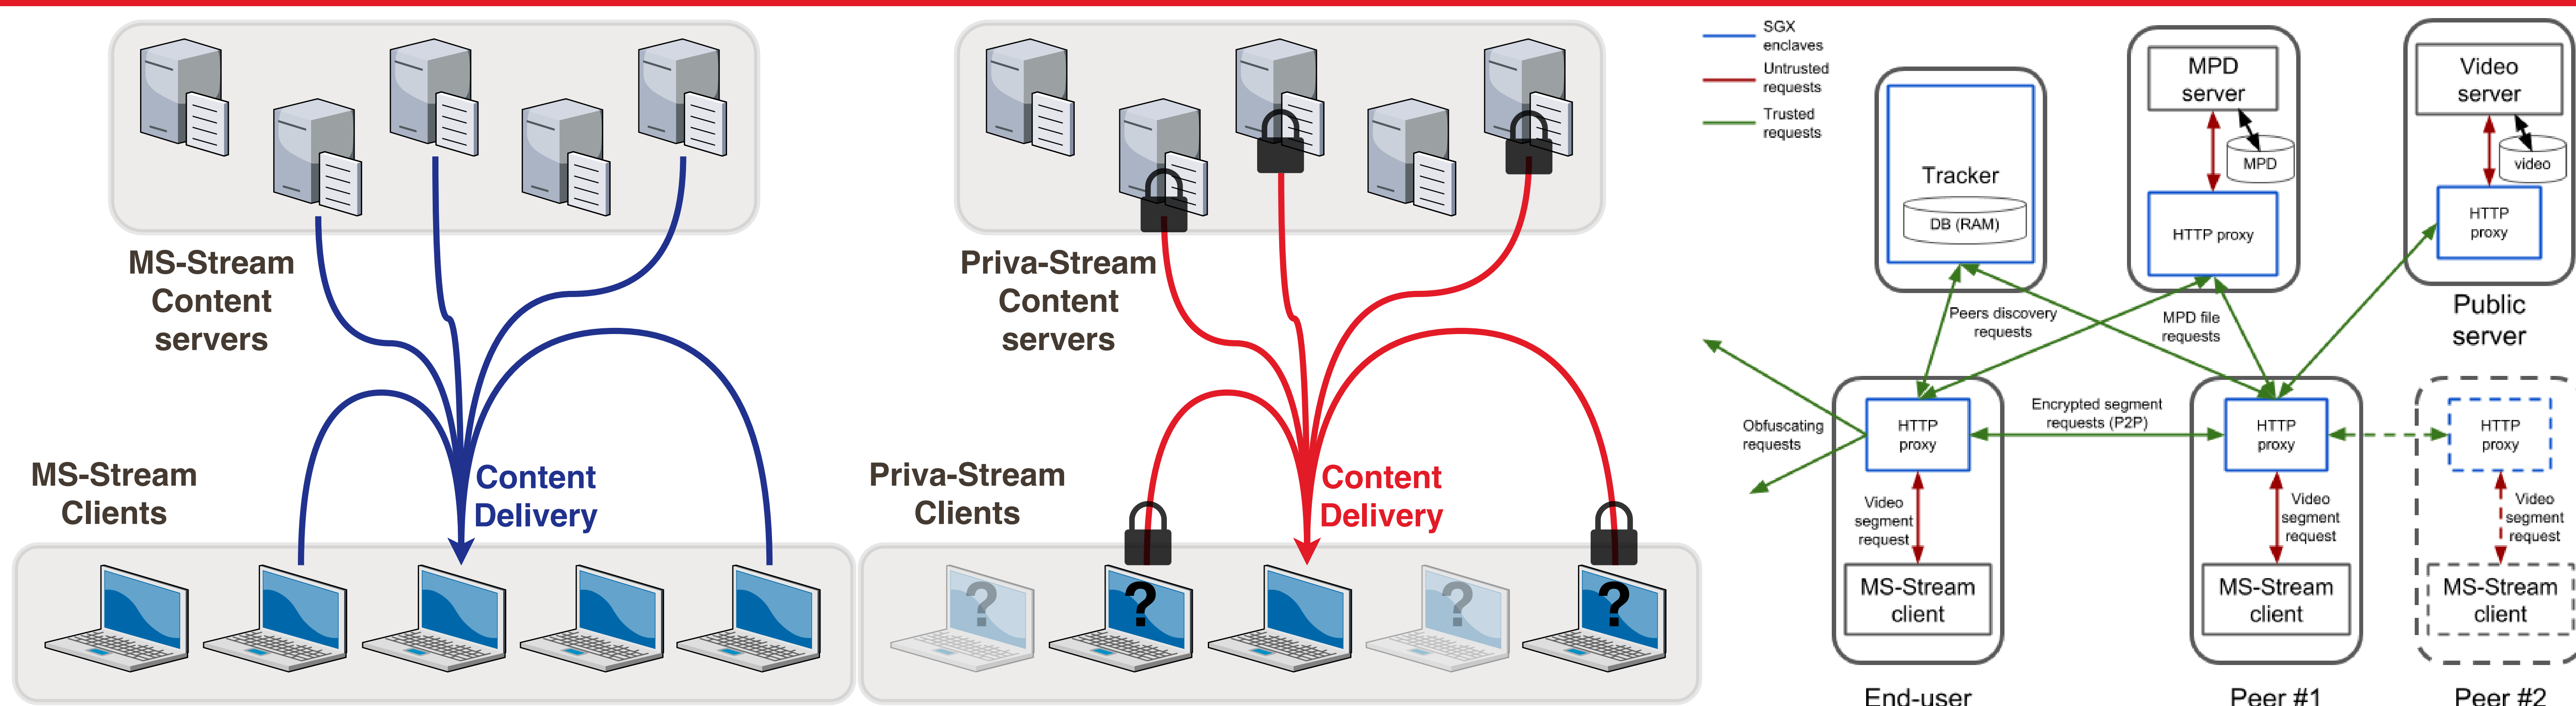 MS-Stream
Content
servers
MS-Stream
Clients
Content
Delivery
Priva-Stream
Content
servers
Priva-Stream
Clients
Content
Delivery
?
?
?
?
SGX
enclaves
Untrusted
requests
Trusted
requests
Tracker
DB (RAM)
MPD
server
MPD
HTTP proxy
Video
server
video
HTTP
proxy
Public
server
Peers discovery
requests
MPD file
requests
Obfuscating
requests
HTTP
proxy
Encrypted segment
requests (P2P)
HTTP
proxy
HTTP
proxy
Video
segment
request
Video
segment
request
Video
segment
request
MS-Stream
client
MS-Stream
client
MS-Stream
client
End-user
Peer #1
Peer #2